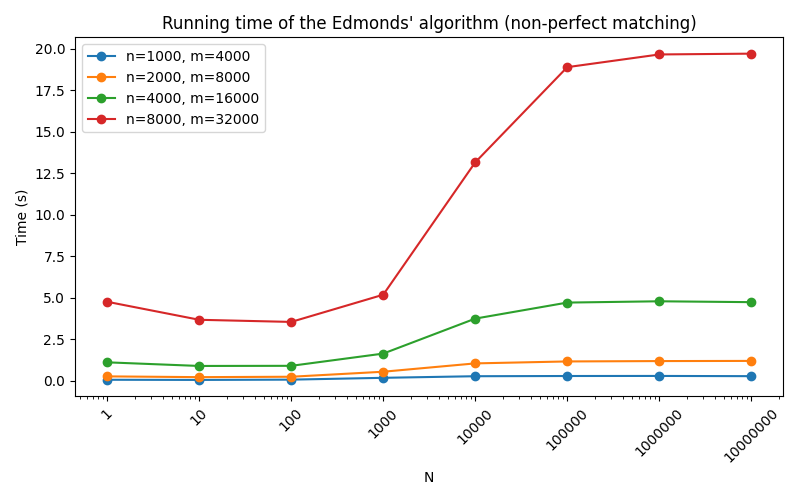 Running time of the Edmonds' algorithm (non-perfect matching)
n=1000, m=4000
n=2000, m=8000
n=4000, m=16000
n=8000, m=32000
Time (s)
20.0
17.5
15.0
12.5
10.0
7.5
5.0
2.5
0.0
1
10
100
1000
10000
100000
1000000
10000000
N